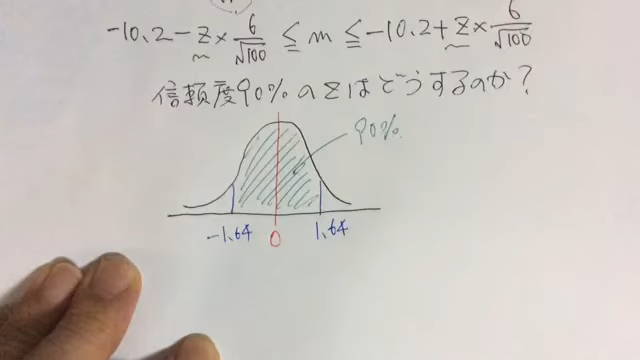 -10.2 - z × 6/√100 ≦ m ≦ -10.2 + z × 6/√100
信頼度90%のzはどうするのか?
90%
-1.64 0 1.64